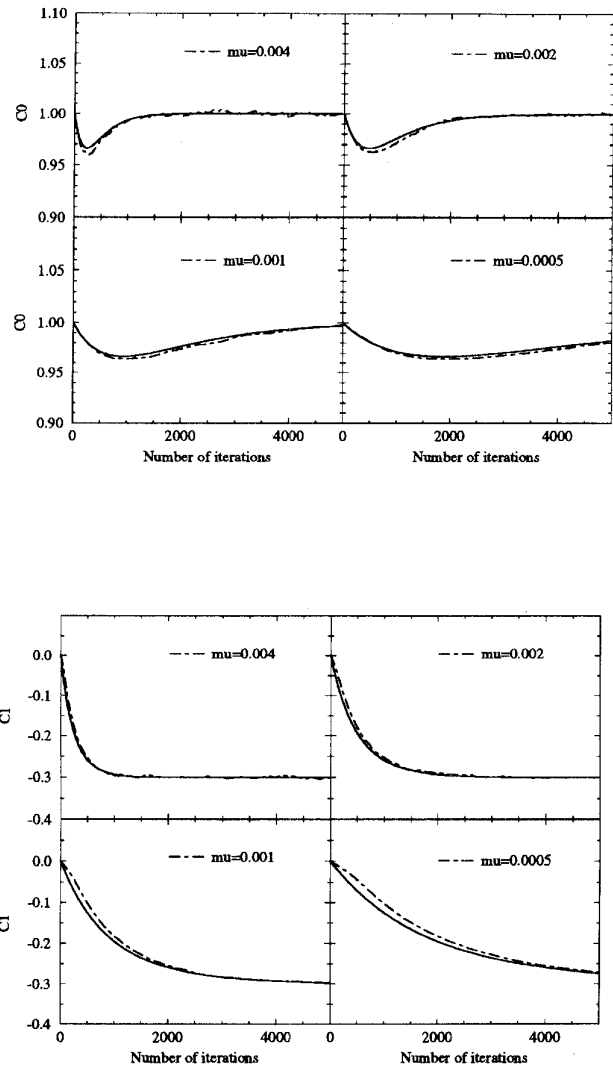 1.10
mu=0.004
mu=0.002
1.05
C0
1.00
0.95
0.90
mu=0.001
mu=0.0005
1.05
C0
1.00
0.95
0.90
0
2000
4000
0
2000
4000
Number of iterations
Number of iterations
0.0
mu=0.004
mu=0.002
-0.1
C1
-0.2
-0.3
-0.4
0.0
mu=0.001
mu=0.0005
-0.1
C1
-0.2
-0.3
-0.4
0
2000
4000
0
2000
4000
Number of iterations
Number of iterations